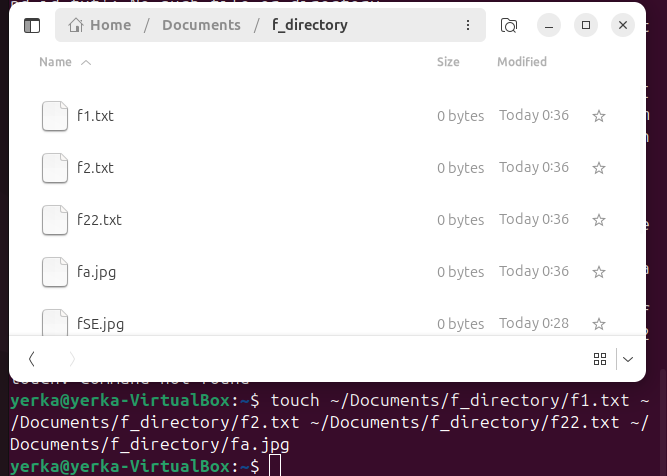 Home / Documents / f_directory
Name Size Modified
f1.txt 0 bytes Today 0:36
f2.txt 0 bytes Today 0:36
f22.txt 0 bytes Today 0:36
fa.jpg 0 bytes Today 0:36
fSE.jpg 0 bytes Today 0:28
yerka@yerka-VirtualBox:~$ touch ~/Documents/f_directory/f1.txt ~
/Documents/f_directory/f2.txt ~/Documents/f_directory/f22.txt ~/
Documents/f_directory/fa.jpg
yerka@yerka-VirtualBox:~$